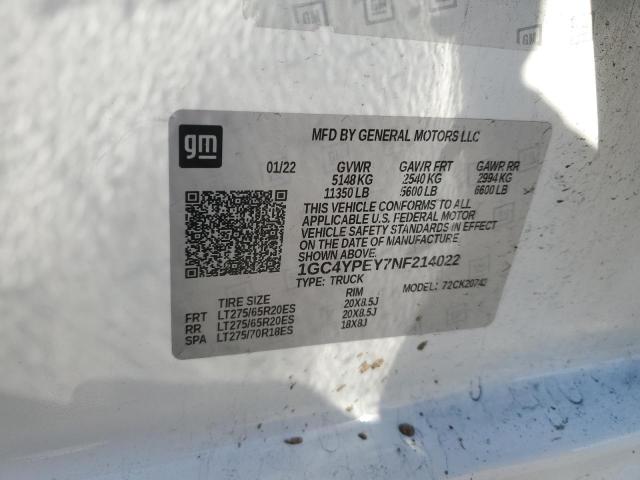 GM
GM
gm
MFD BY GENERAL MOTORS LLC
01/22 GVWR GAWR FRT GAWR RR
5148 KG 2540 KG 2994 KG
11350 LB 5600 LB 6600 LB
THIS VEHICLE CONFORMS TO ALL
APPLICABLE U.S. FEDERAL MOTOR
VEHICLE SAFETY STANDARDS IN EFFECT
ON THE DATE OF MANUFACTURE
SHOWN ABOVE.
1GC4YPEY7NF214022
TYPE: TRUCK MODEL: 72CK20743
TIRE SIZE RIM
FRT LT275/65R20ES 20X8.5J
RR LT275/65R20ES 20X8.5J
SPA LT275/70R18ES 18X8J